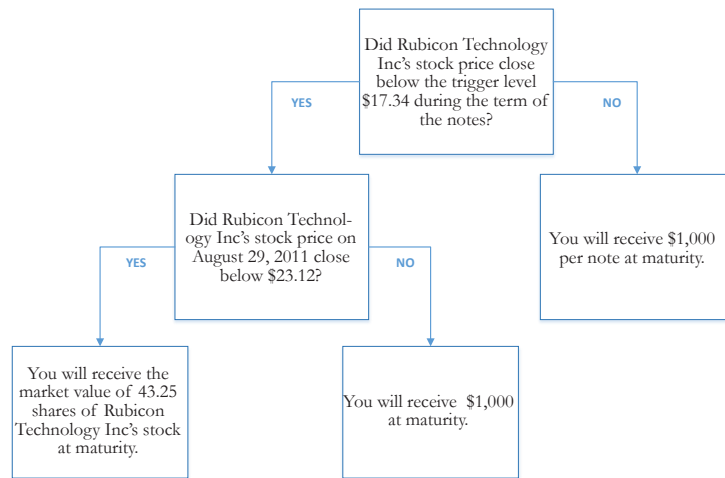 Did Rubicon Technology
Inc's stock price close
below the trigger level
$17.34 during the term of
the notes?
YES
NO
Did Rubicon Technol-
ogy Inc's stock price on
August 29, 2011 close
below $23.12?
You will receive $1,000
per note at maturity.
YES
NO
You will receive the
market value of 43.25
shares of Rubicon
Technology Inc's stock
at maturity.
You will receive $1,000
at maturity.